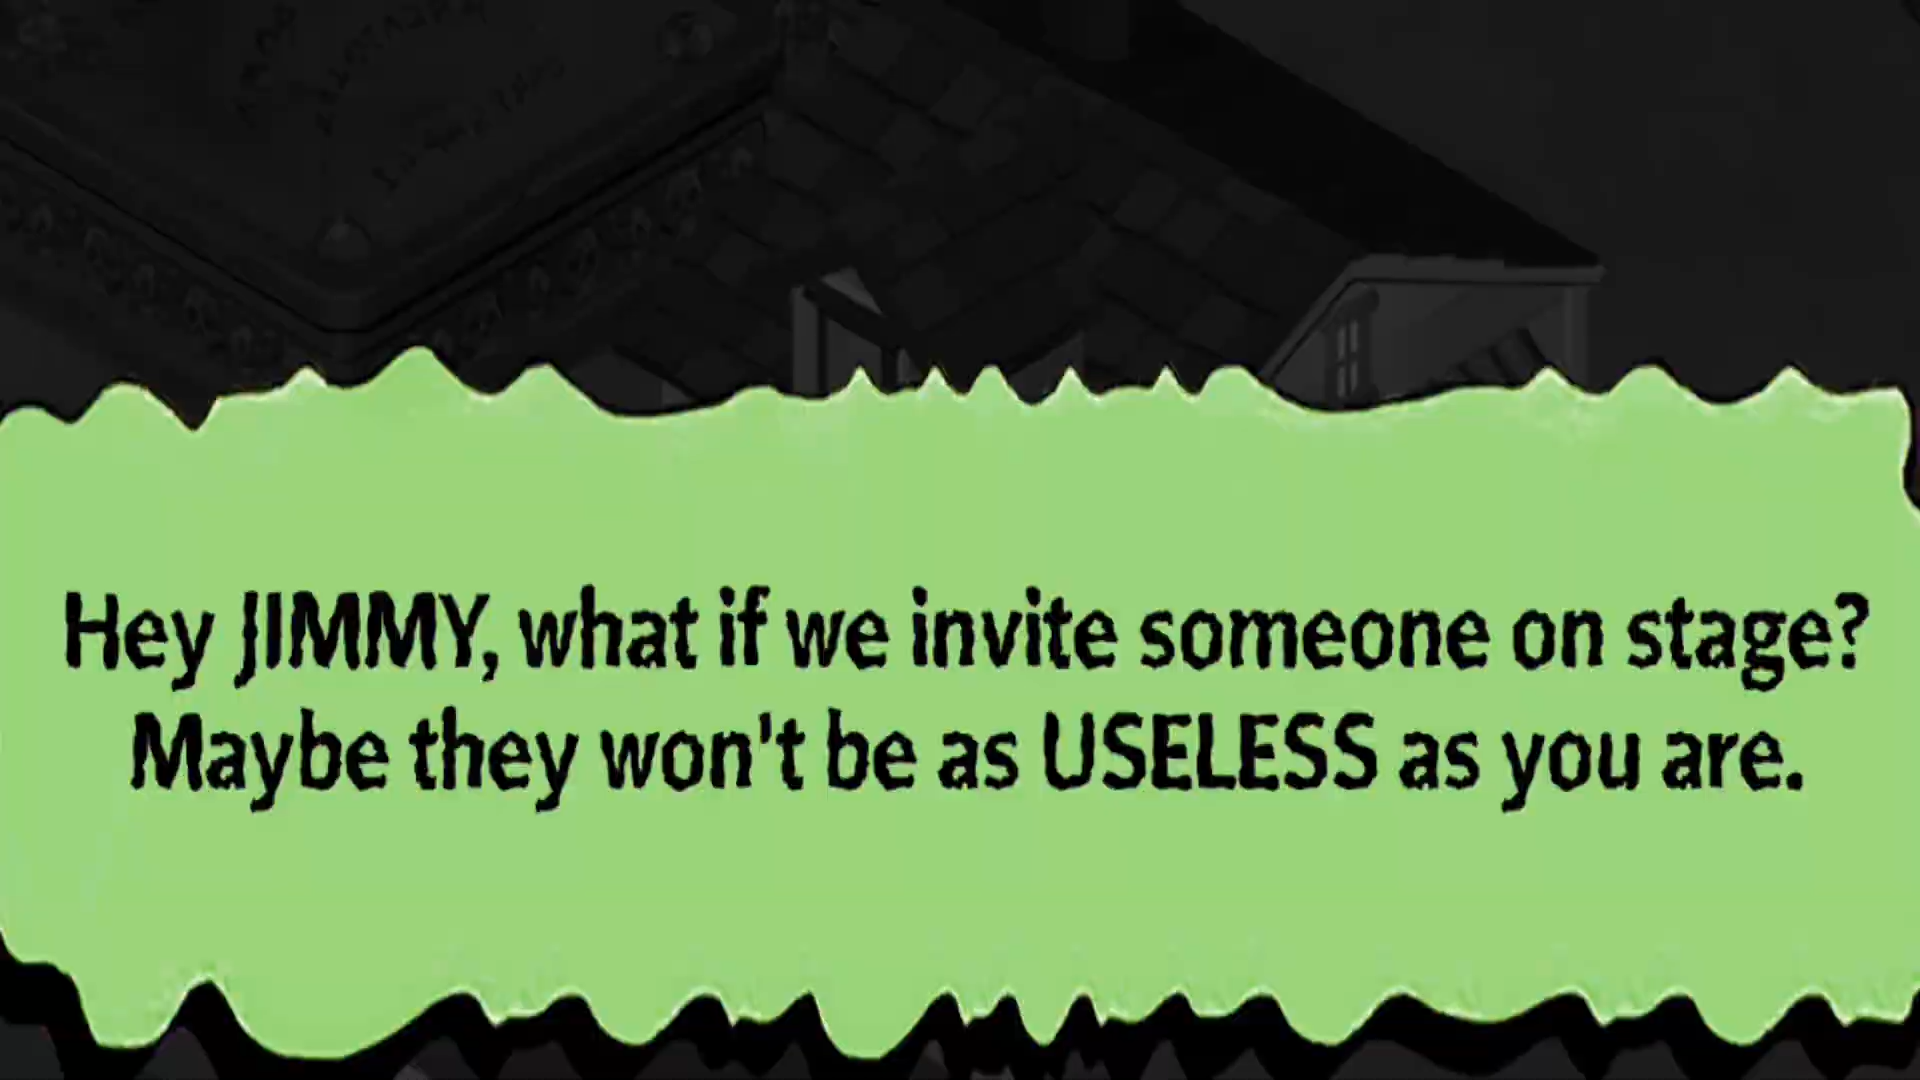 Hey JIMMY, what if we invite someone on stage?
Maybe they won't be as USELESS as you are.